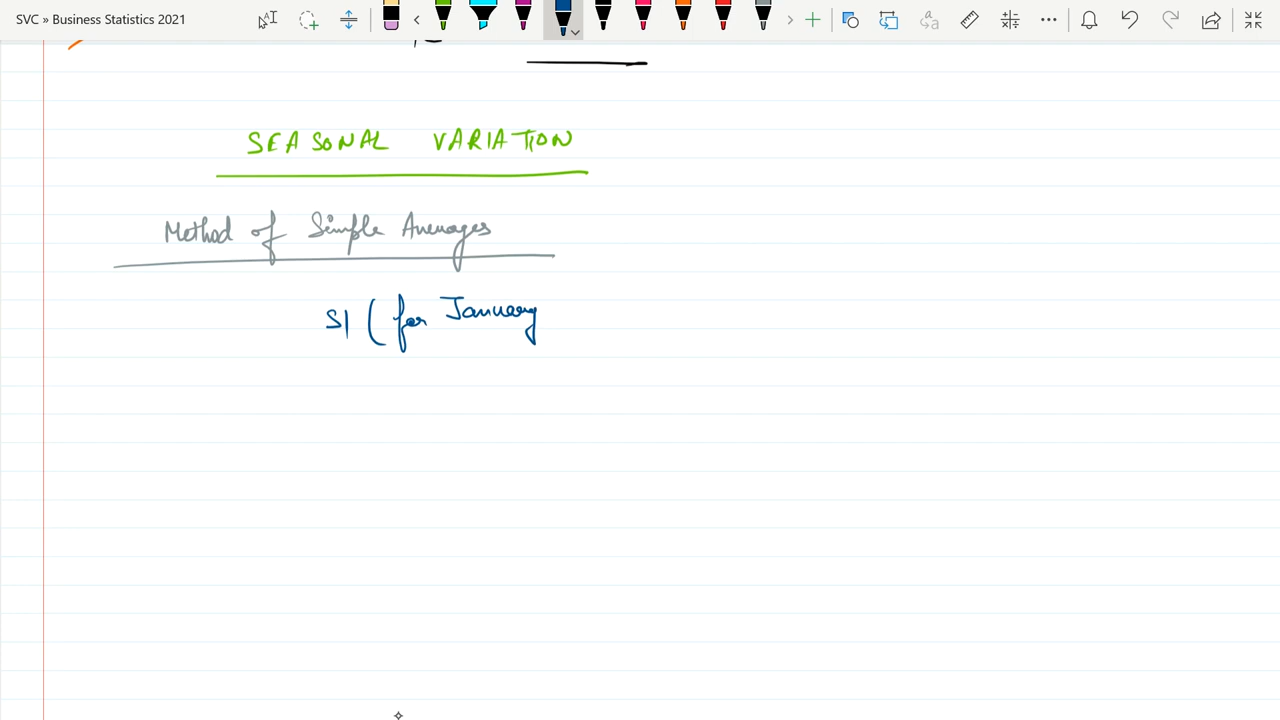 SVC » Business Statistics 2021
SEASONAL VARIATION
Method of Simple Averages
SI ( for January